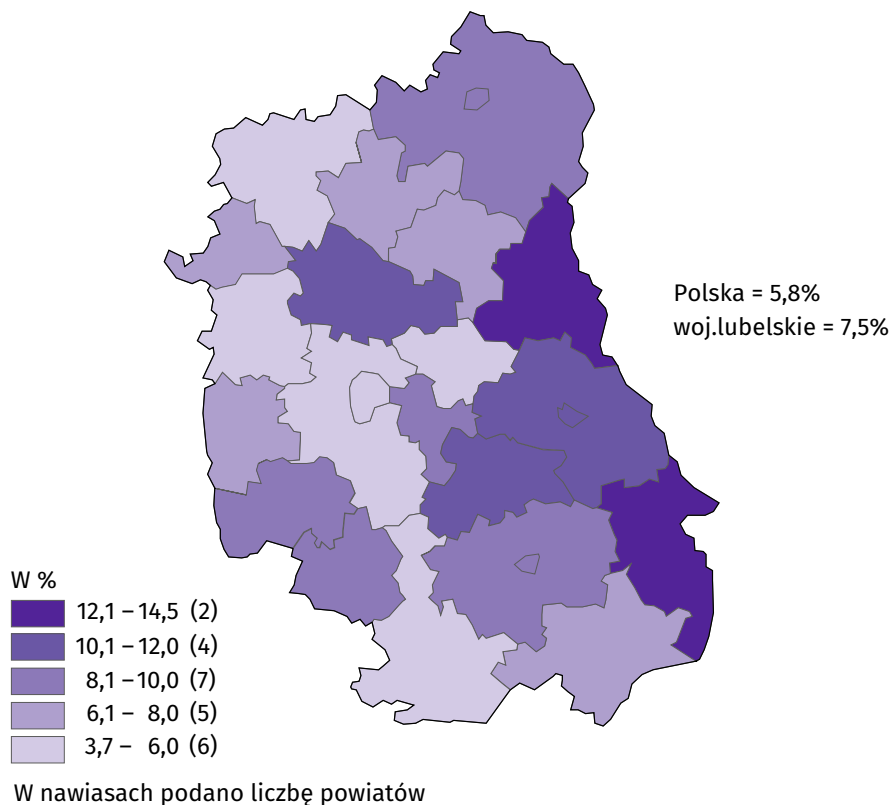 Polska = 5,8%
woj.lubelskie = 7,5%
W %
12,1 – 14,5 (2)
10,1 – 12,0 (4)
8,1 – 10,0 (7)
6,1 – 8,0 (5)
3,7 – 6,0 (6)
W nawiasach podano liczbę powiatów